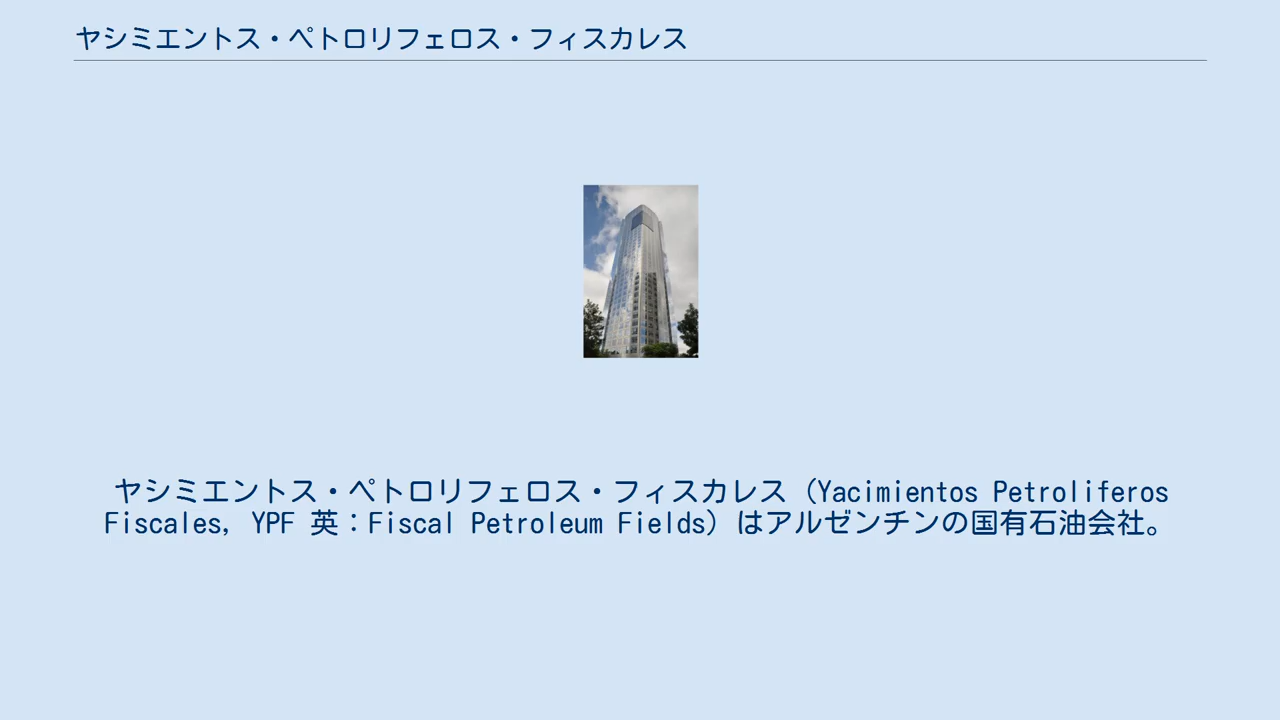 ヤシミエントス・ペトロリフェロス・フィスカレス
ヤシミエントス・ペトロリフェロス・フィスカレス（Yacimientos Petroliferos
Fiscales, YPF 英：Fiscal Petroleum Fields）はアルゼンチンの国有石油会社。